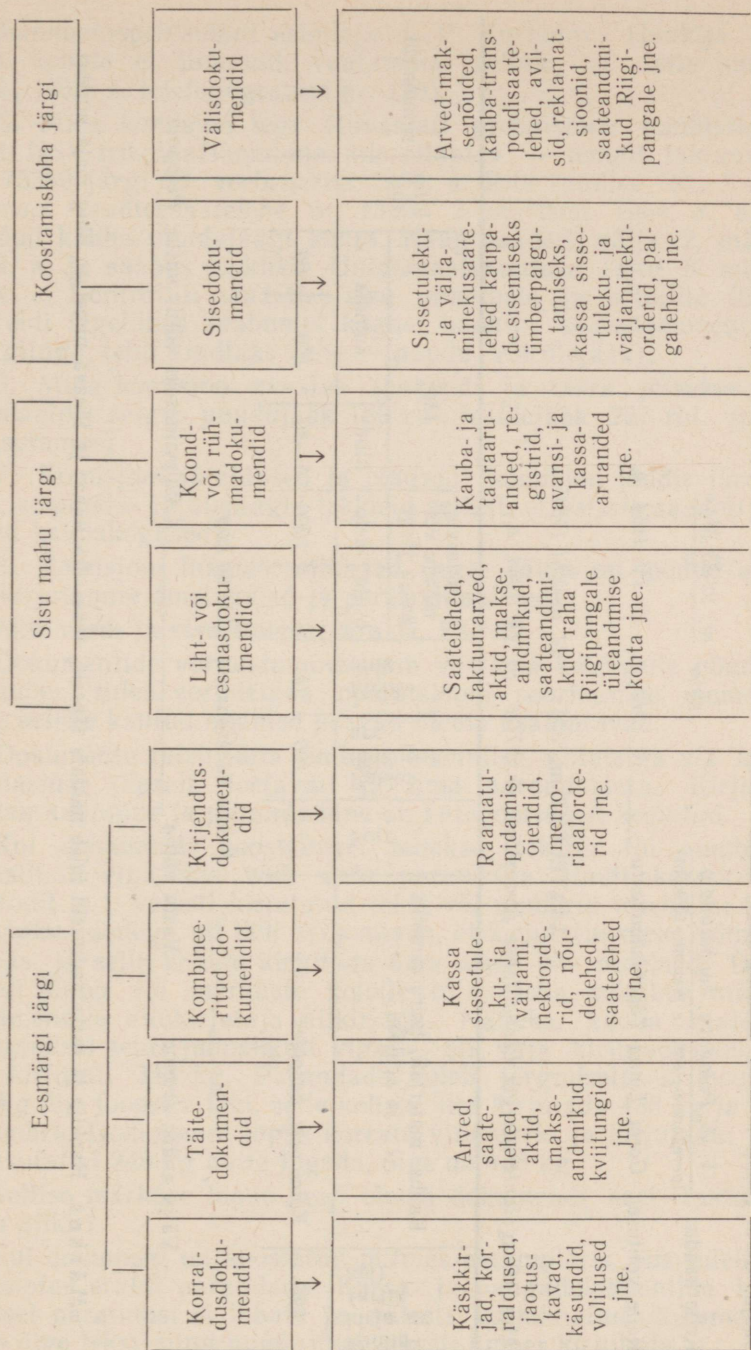 Eesmärgi järgi
Sisu mahu järgi
Koostamiskoha järgi
Korral-
dusdoku-
mendid
Täite-
dokumen-
did
Kombinee-
ritud do-
kumendid
Kirjendus-
dokumen-
did
Liht- või
esmasdoku-
mendid
Koond-
või rüh-
madoku-
mendid
Sisedoku-
mendid
Välisdoku-
mendid
Käskkir-
jad, kor-
raldused,
jaotus-
kavad,
käsundid,
volitused
jne.
Arved,
saate-
lehed,
aktid,
makse-
andmikud,
kviitungid
jne.
Kassa
sissetule-
ku- ja
väljami-
nekuorde-
rid, nõu-
delehed,
saatelehed
jne.
Raamatu-
pidamis-
õiendid,
memo-
riaalorde-
rid jne.
Saatelehed,
faktuurarved,
aktid, makse-
andmikud,
saateandmi-
kud raha
Riigipangale
üleandmise
kohta jne.
Kauba- ja
taaraaru-
anded, re-
gistrid,
avansi- ja
kassa-
aruanded
jne.
Sissetuleku-
ja välja-
minekusaate-
lehed kaupa-
de sisemiseks
ümberpaigu-
tamiseks,
kassa sisse-
tuleku- ja
väljamineku-
orderid, pal-
galehed jne.
Arved-mak-
senõuded,
kauba-trans-
pordisaate-
lehed, avii-
sid, reklamat-
sioonid,
saateandmi-
kud Riigi-
pangale jne.